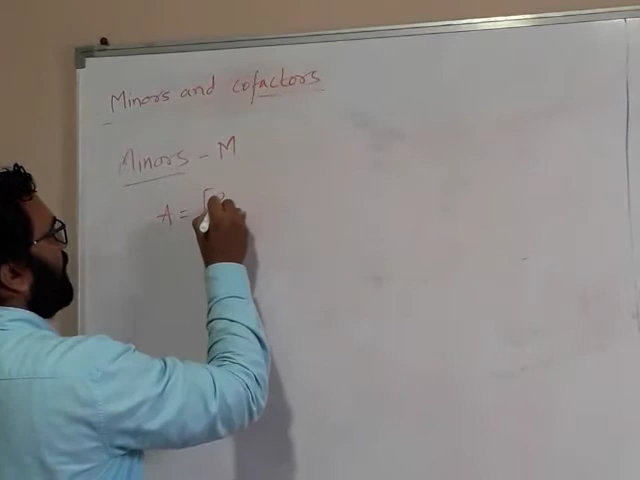 Minors and cofactors
Minors - M
A = [